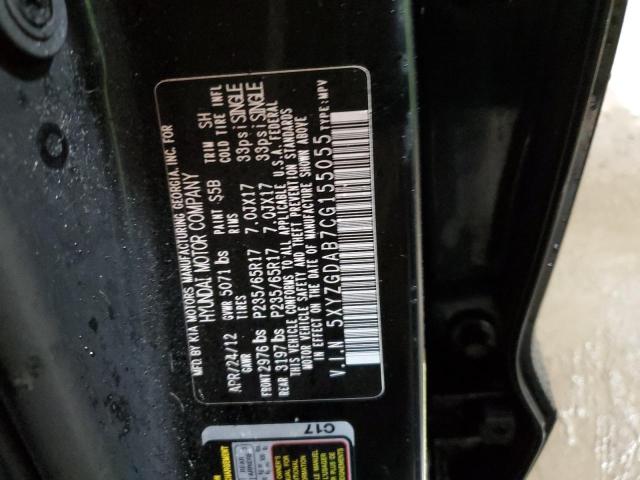 MFG. BY KIA MOTORS MANUFACTURING GEORGIA, INC. FOR
HYUNDAI MOTOR COMPANY
APR/24/12 GVWR 5071 lbs PAINT S5B TRIM SH
GAWR TIRES RIMS COLD TIRE INFL
FRONT 2976 lbs P235/65R17 7.0JX17 33psi SINGLE
REAR 3197 lbs P235/65R17 7.0JX17 33psi SINGLE
THIS VEHICLE CONFORMS TO ALL APPLICABLE U.S.A. FEDERAL
MOTOR VEHICLE SAFETY AND THEFT PREVENTION STANDARDS
IN EFFECT ON THE DATE OF MANUFACTURE SHOWN ABOVE
V.I.N 5XYZGDAB7CG155055 TYPE:MPV
C17